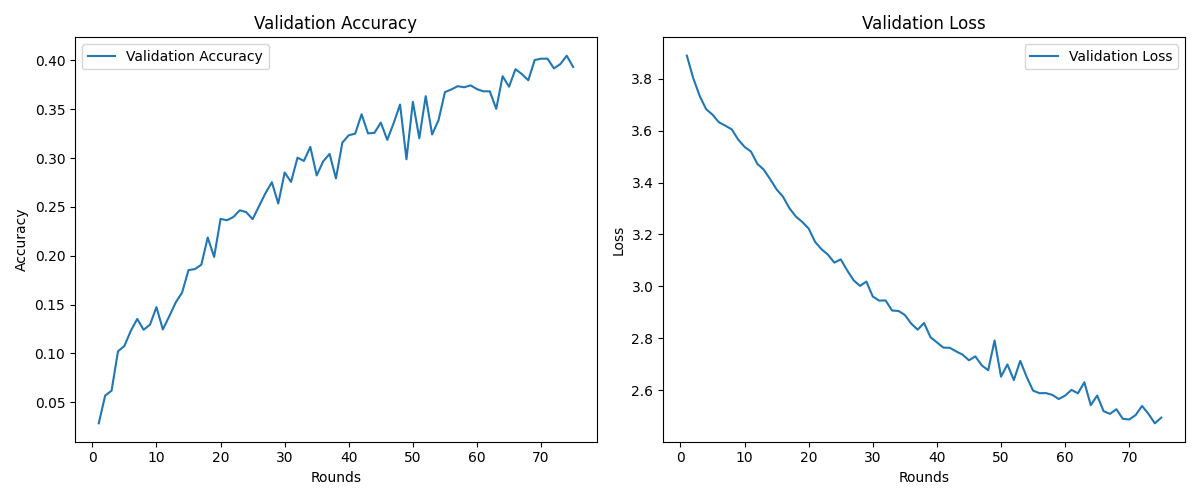 Validation Accuracy
Validation Accuracy
Accuracy
0.40
0.35
0.30
0.25
0.20
0.15
0.10
0.05
0 10 20 30 40 50 60 70
Rounds
Validation Loss
Validation Loss
Loss
3.8
3.6
3.4
3.2
3.0
2.8
2.6
0 10 20 30 40 50 60 70
Rounds